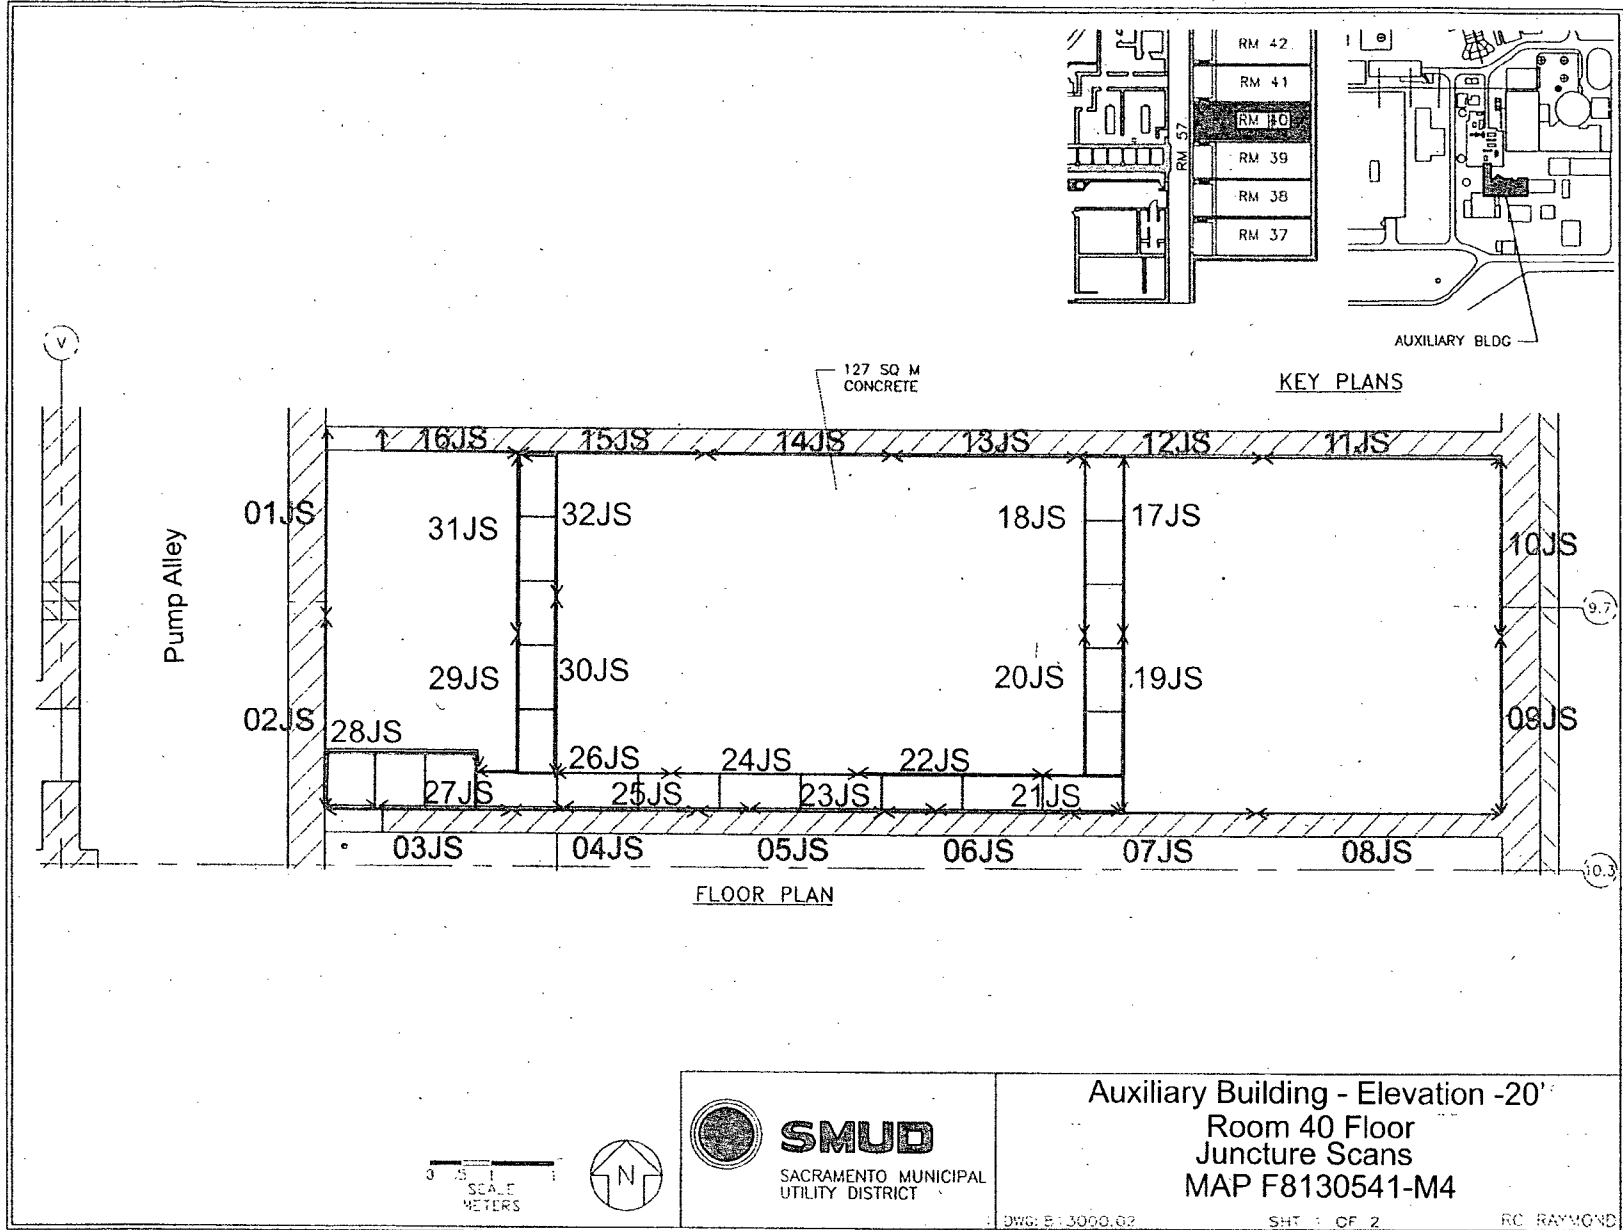 RM 42
RM 41
RM 40
RM 39
RM 38
RM 37
RM 57
AUXILIARY BLDG
KEY PLANS
127 SQ M
CONCRETE
V
Pump Alley
16JS
15JS
14JS
13JS
12JS
11JS
01JS
31JS
32JS
18JS
17JS
10JS
9.7
29JS
30JS
20JS
19JS
02JS
28JS
09JS
26JS
24JS
22JS
27JS
25JS
23JS
21JS
03JS
04JS
05JS
06JS
07JS
08JS
10.3
FLOOR PLAN
SCALE
METERS
N
SMUD
SACRAMENTO MUNICIPAL
UTILITY DISTRICT
Auxiliary Building - Elevation -20'
Room 40 Floor
Juncture Scans
MAP F8130541-M4
SHT 1 OF 2
RC RAYMOND